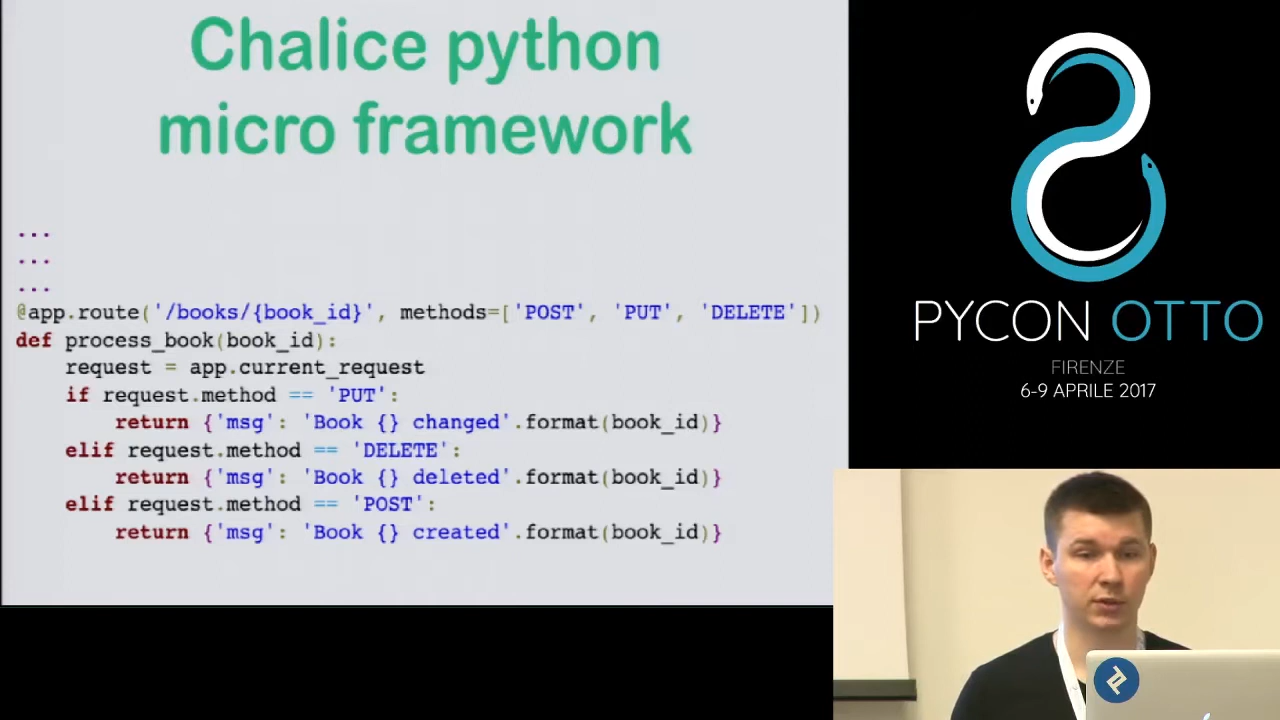 Chalice python
micro framework
...
...
...
@app.route('/books/{book_id}', methods=['POST', 'PUT', 'DELETE'])
def process_book(book_id):
    request = app.current_request
    if request.method == 'PUT':
        return {'msg': 'Book {} changed'.format(book_id)}
    elif request.method == 'DELETE':
        return {'msg': 'Book {} deleted'.format(book_id)}
    elif request.method == 'POST':
        return {'msg': 'Book {} created'.format(book_id)}
PYCON OTTO
FIRENZE
6-9 APRILE 2017